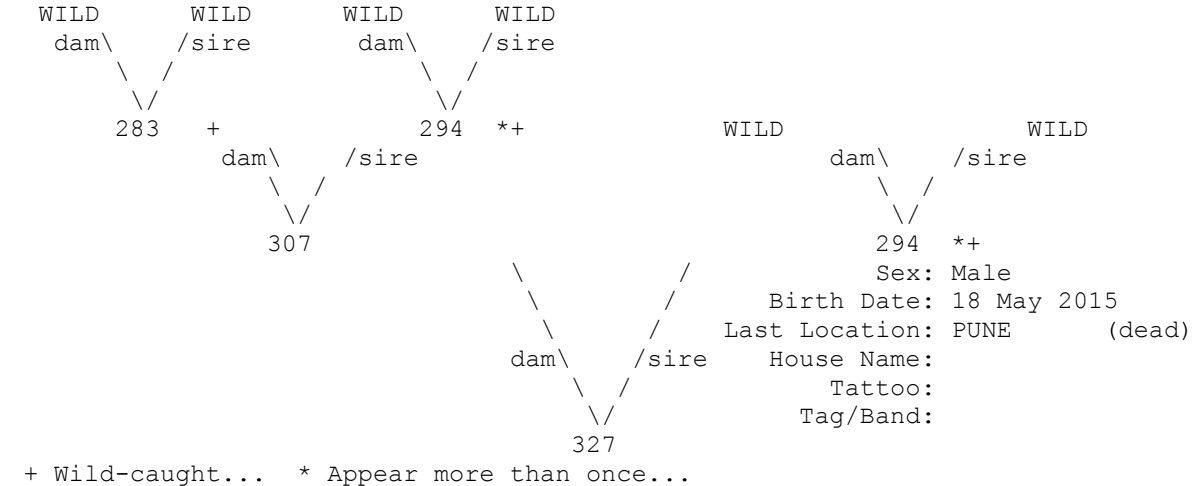 WILD WILD WILD WILD
dam\ /sire dam\ /sire
\ / \ /
\/ \/
283 + 294 *+ WILD WILD
dam\ /sire dam\ /sire
\ / \ /
\/ \/
307 294 *+
\ / Sex: Male
\ / Birth Date: 18 May 2015
\ / Last Location: PUNE (dead)
dam\ /sire House Name:
\ / Tattoo:
\/ Tag/Band:
327
+ Wild-caught... * Appear more than once...